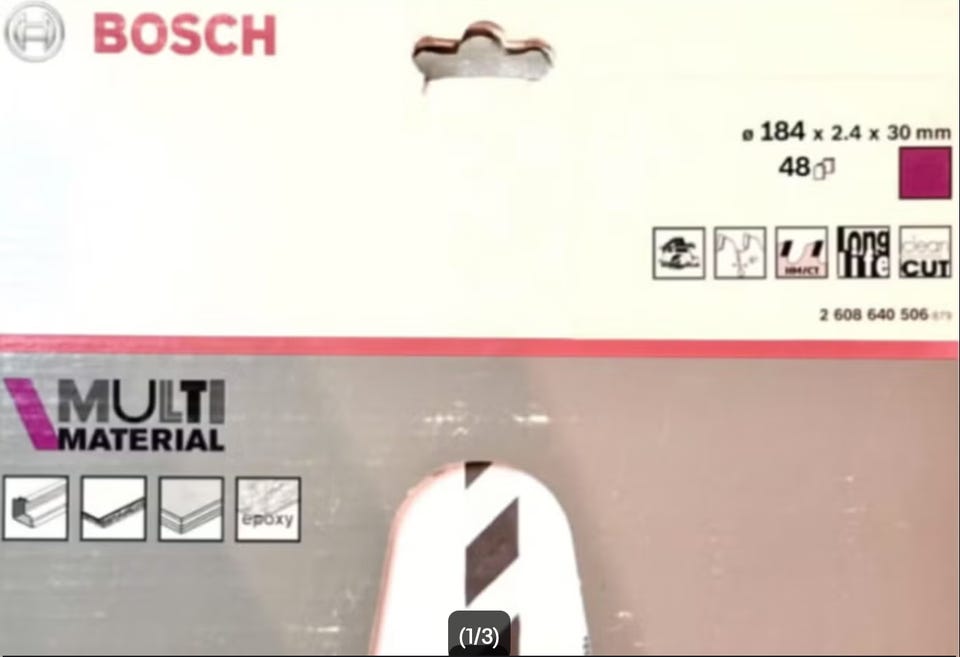 BOSCH
ø 184 x 2.4 x 30 mm
48
HM/CT
long
life
clean
CUT
2 608 640 506
MULTI
MATERIAL
epoxy
(1/3)